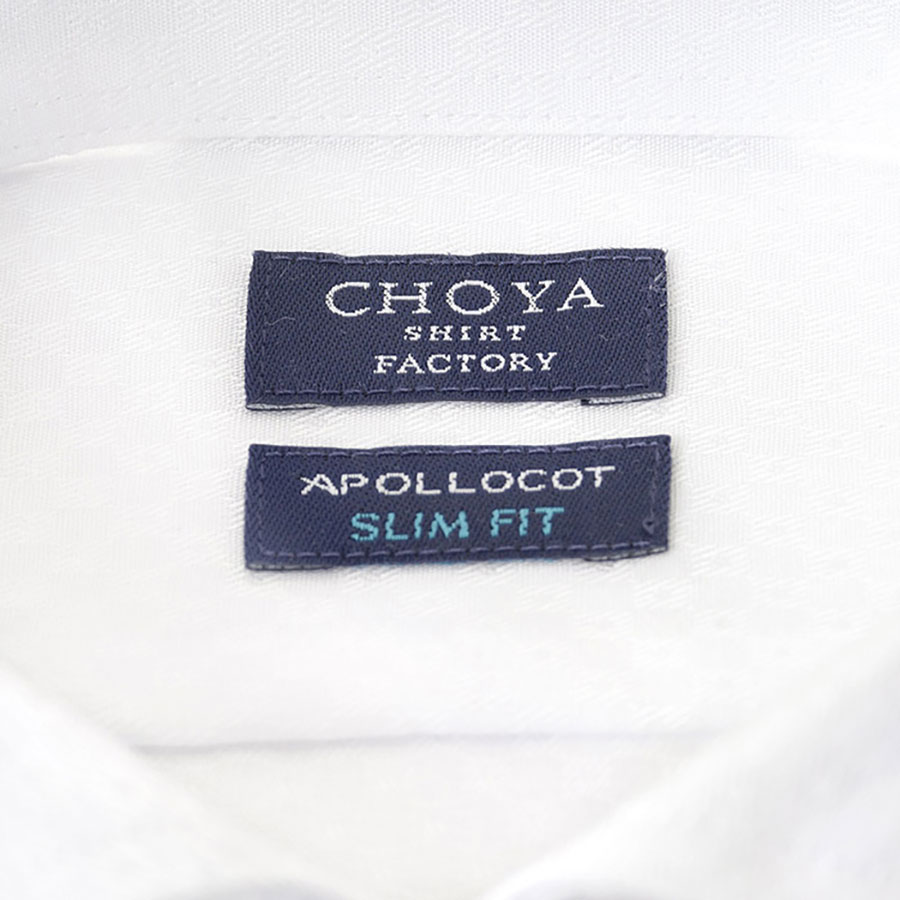 CHOYA
SHIRT
FACTORY
APOLLOCOT
SLIM FIT